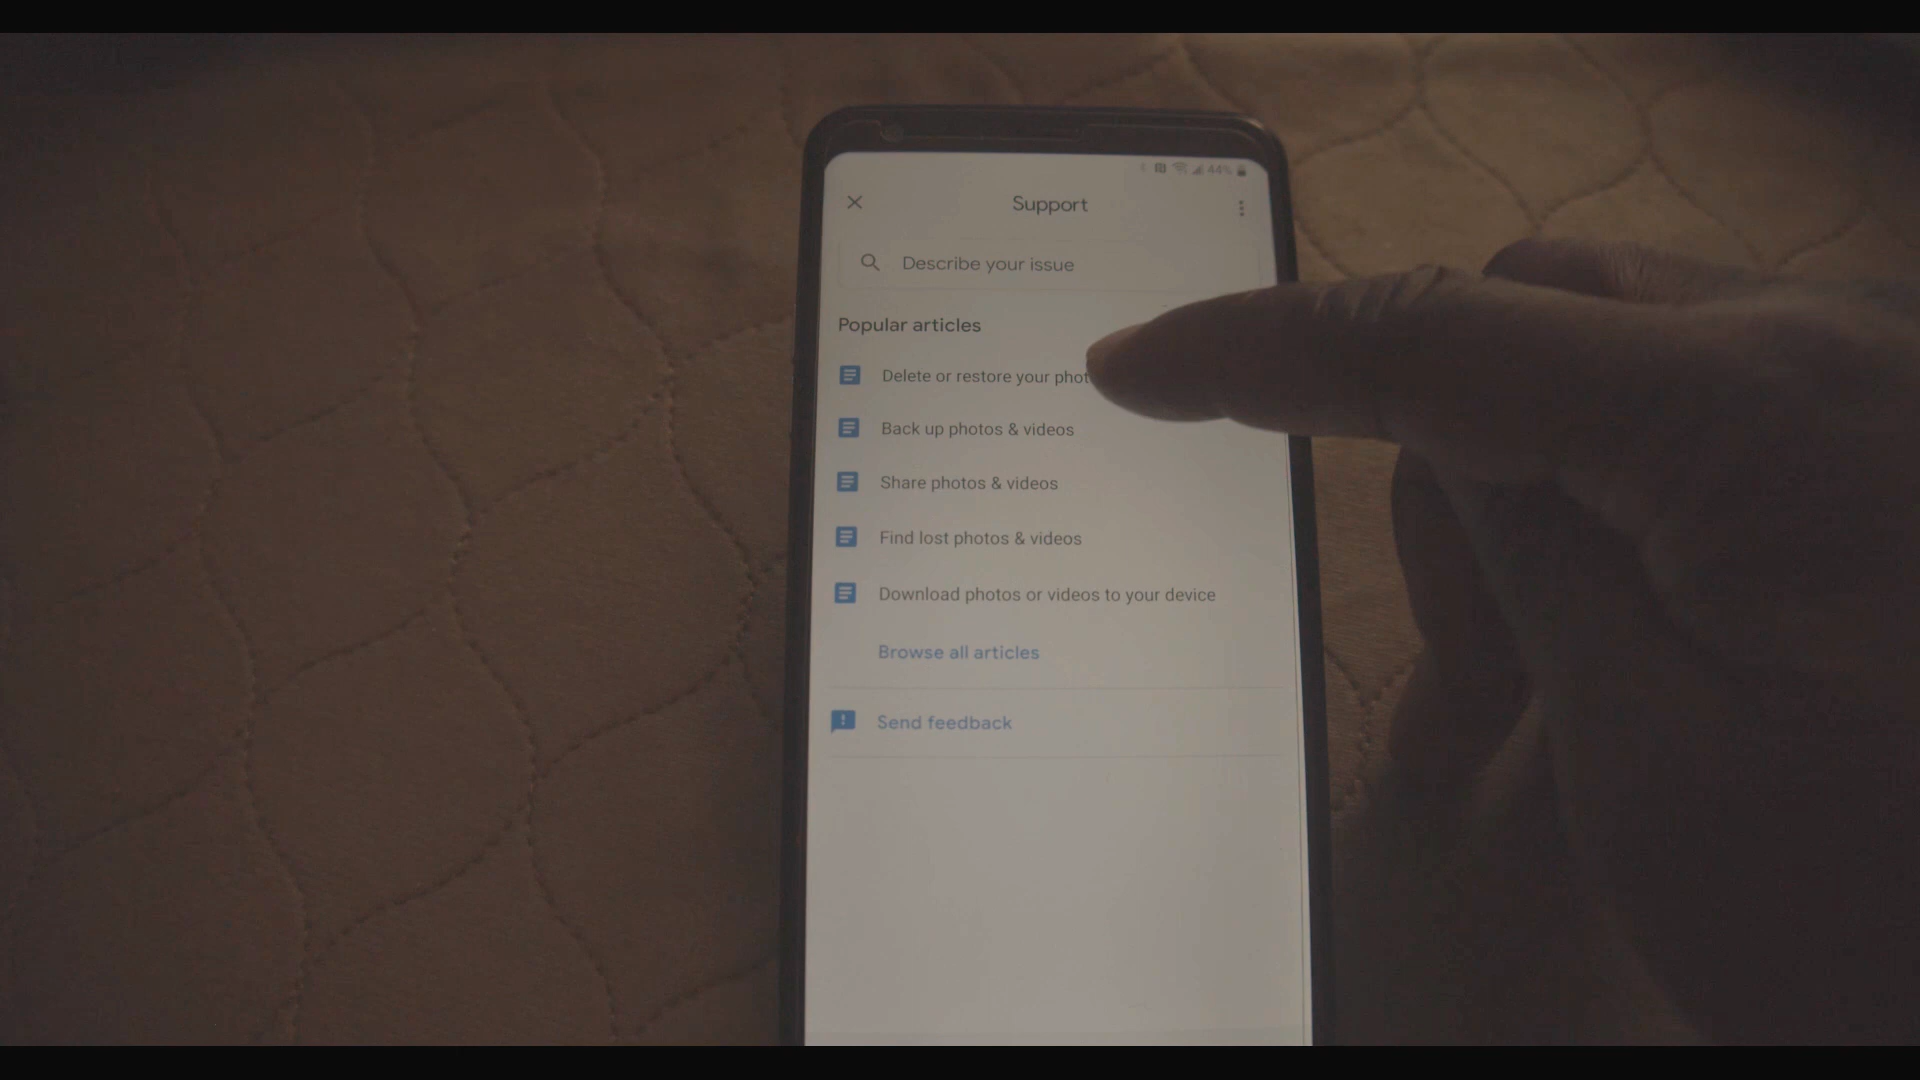 44%
Support
Describe your issue
Popular articles
Delete or restore your phot
Back up photos & videos
Share photos & videos
Find lost photos & videos
Download photos or videos to your device
Browse all articles
Send feedback